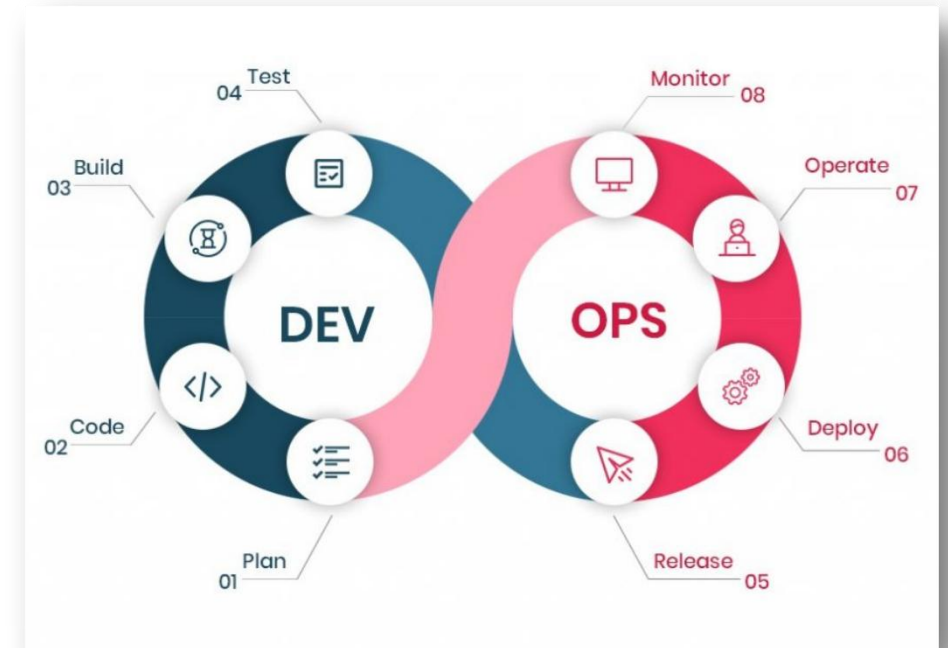 Test
04
Monitor
08
Build
03
Operate
07
DEV
OPS
Code
02
Deploy
06
Plan
01
Release
05